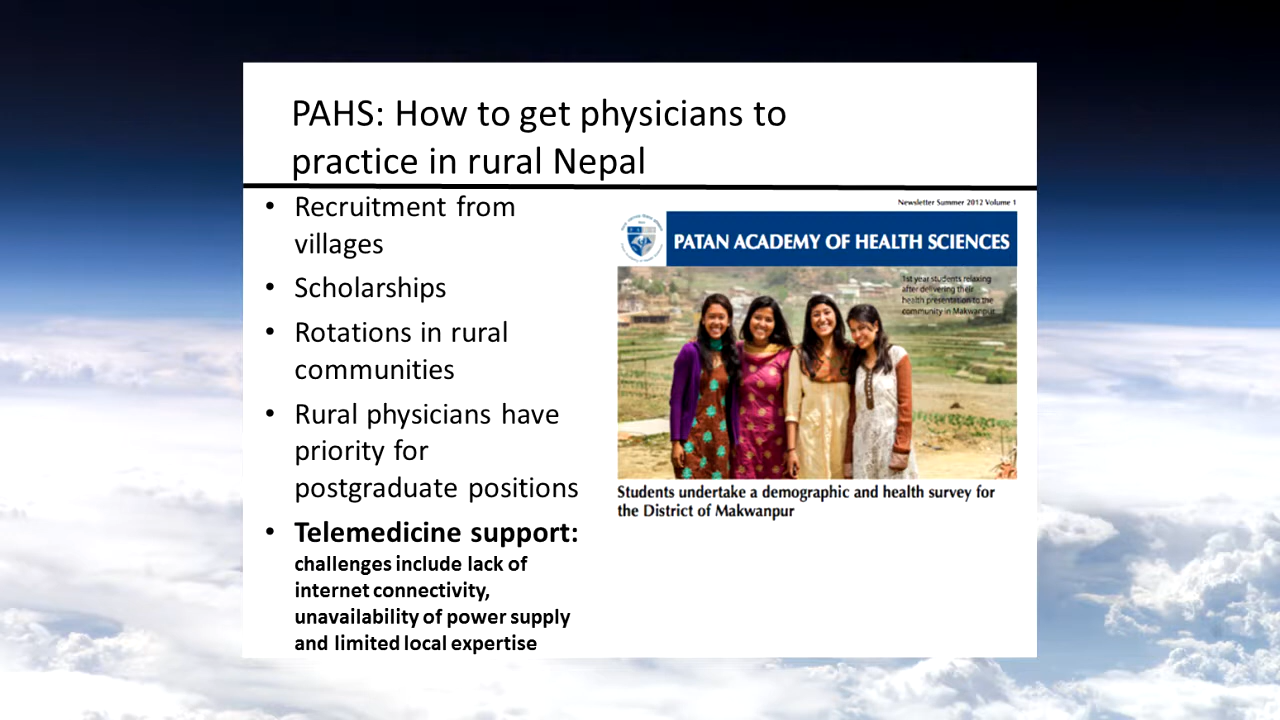 PAHS: How to get physicians to
practice in rural Nepal
• Recruitment from
villages
• Scholarships
• Rotations in rural
communities
• Rural physicians have
priority for
postgraduate positions
• Telemedicine support:
challenges include lack of
internet connectivity,
unavailability of power supply
and limited local expertise
Newsletter Summer 2012 Volume 1
PATAN ACADEMY OF HEALTH SCIENCES
1st year students relaxing
after delivering their
health presentation to the
community in Makwanpur
Students undertake a demographic and health survey for
the District of Makwanpur